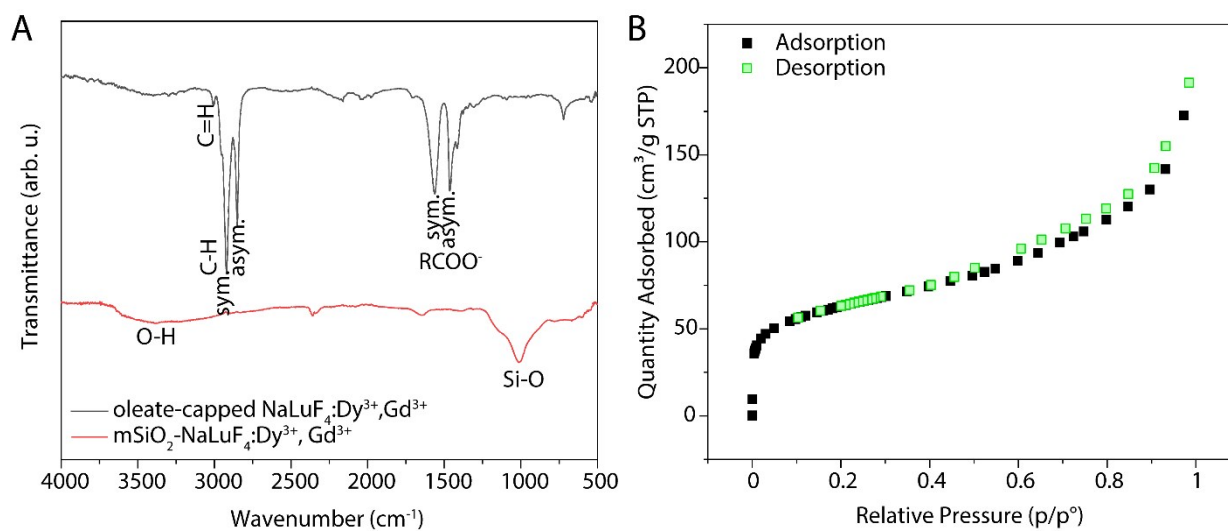 A
Transmittance (arb. u.)
C=H
C-H
sym.
asym.
sym.
asym.
RCOO⁻
O-H
Si-O
oleate-capped NaLuF₄:Dy³⁺,Gd³⁺
mSiO₂-NaLuF₄:Dy³⁺, Gd³⁺
4000 3500 3000 2500 2000 1500 1000 500
Wavenumber (cm⁻¹)
B
Adsorption
Desorption
Quantity Adsorbed (cm³/g STP)
200
150
100
50
0
0 0.2 0.4 0.6 0.8 1
Relative Pressure (p/p°)